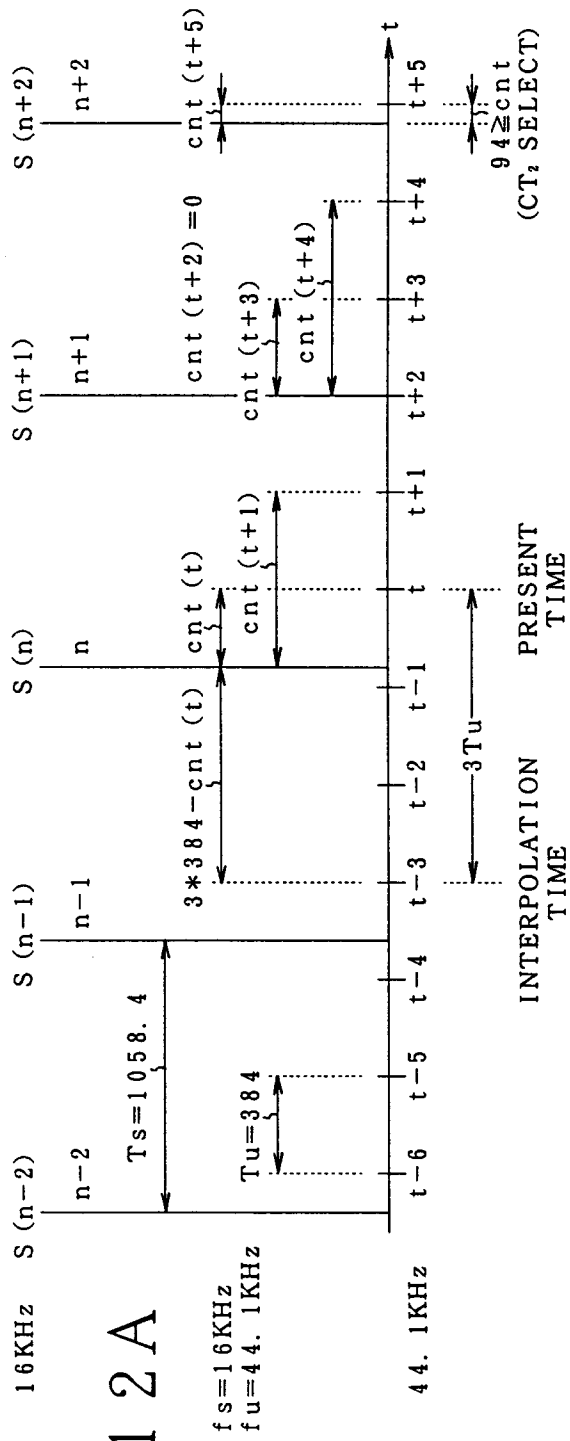 16KHz S(n-2) S(n-1) S(n) S(n+1) S(n+2)
n-2 n-1 n n+1 n+2
12A
Ts=1058.4
fs=16KHz
fu=44.1KHz
Tu=384
3*384-cnt(t)
cnt(t)
cnt(t+1)
cnt(t+2)=0
cnt(t+3)
cnt(t+4)
cnt(t+5)
44.1KHz t-6 t-5 t-4 t-3 t-2 t-1 t t+1 t+2 t+3 t+4 t+5 t
3Tu
94≧cnt
(CT₂ SELECT)
INTERPOLATION
TIME
PRESENT
TIME